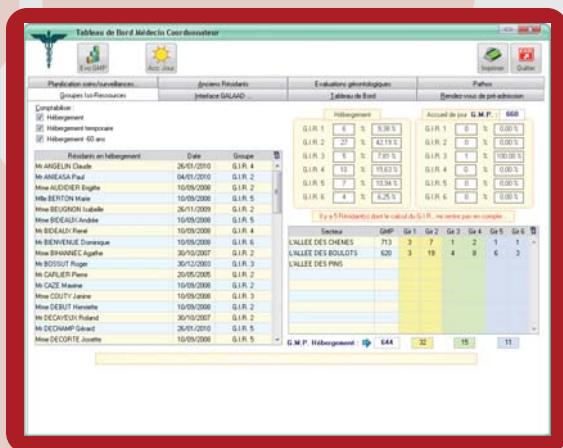 Tableau de Bord Médecin Coordonnateur
Evo GMP
Acc. Jour
Imprimer
Quitter
Planification soins/surveillances...
Anciens Résidants
Evaluations gérontologiques
Pathos
Groupes Iso-Ressources
Interface GALAAD ...
Tableau de Bord
Rendez-vous de pré-admission
Comptabiliser :
Hébergement
Hébergement temporaire
Hébergement -60 ans
Résidants en hébergement Date Groupe
Mr ANGELIN Claude 26/01/2010 G.I.R. 4
Mr ANIEASA Paul 04/01/2010 G.I.R. 2
Mme AUDIDIER Brigitte 10/09/2008 G.I.R. 2
Mlle BERTON Marie 10/09/2008 G.I.R. 5
Mme BEUGNON Isabelle 26/11/2009 G.I.R. 2
Mme BIDEAUX Andrée 10/09/2008 G.I.R. 5
Mr BIDEAUX René 10/09/2008 G.I.R. 4
Mr BIENVENUE Dominique 10/09/2008 G.I.R. 6
Mme BIHANNEC Agathe 30/10/2007 G.I.R. 2
Mr BOSSUT Roger 30/12/2003 G.I.R. 3
Mr CARLIER Pierre 20/05/2005 G.I.R. 2
Mr CAZE Maxime 10/09/2008 G.I.R. 2
Mme COUTY Janine 10/09/2008 G.I.R. 3
Mme DEBUT Henriette 10/09/2008 G.I.R. 2
Mr DECAYEUX Roland 30/10/2007 G.I.R. 2
Mr DECHAMP Gérard 26/01/2010 G.I.R. 5
Mme DECORTE Josette 10/09/2008 G.I.R. 5
Hébergement
G.I.R. 1 6 % 9,38 %
G.I.R. 2 27 % 42,19 %
G.I.R. 3 5 % 7,81 %
G.I.R. 4 10 % 15,63 %
G.I.R. 5 7 % 10,94 %
G.I.R. 6 4 % 6,25 %
Accueil de jour G.M.P. : 660
G.I.R. 1 0 % 0,00 %
G.I.R. 2 0 % 0,00 %
G.I.R. 3 1 % 100,00 %
G.I.R. 4 0 % 0,00 %
G.I.R. 5 0 % 0,00 %
G.I.R. 6 0 % 0,00 %
Il y a 5 Résidant(s) dont le calcul du G.I.R., ne rentre pas en compte...
Secteur GMP Gir 1 Gir 2 Gir 3 Gir 4 Gir 5 Gir 6
L'ALLEE DES CHENES 713 3 7 1 2 1 1
L'ALLEE DES BOULOTS 620 3 19 4 8 6 3
L'ALLEE DES PINS
G.M.P. Hébergement : 644 32 15 11